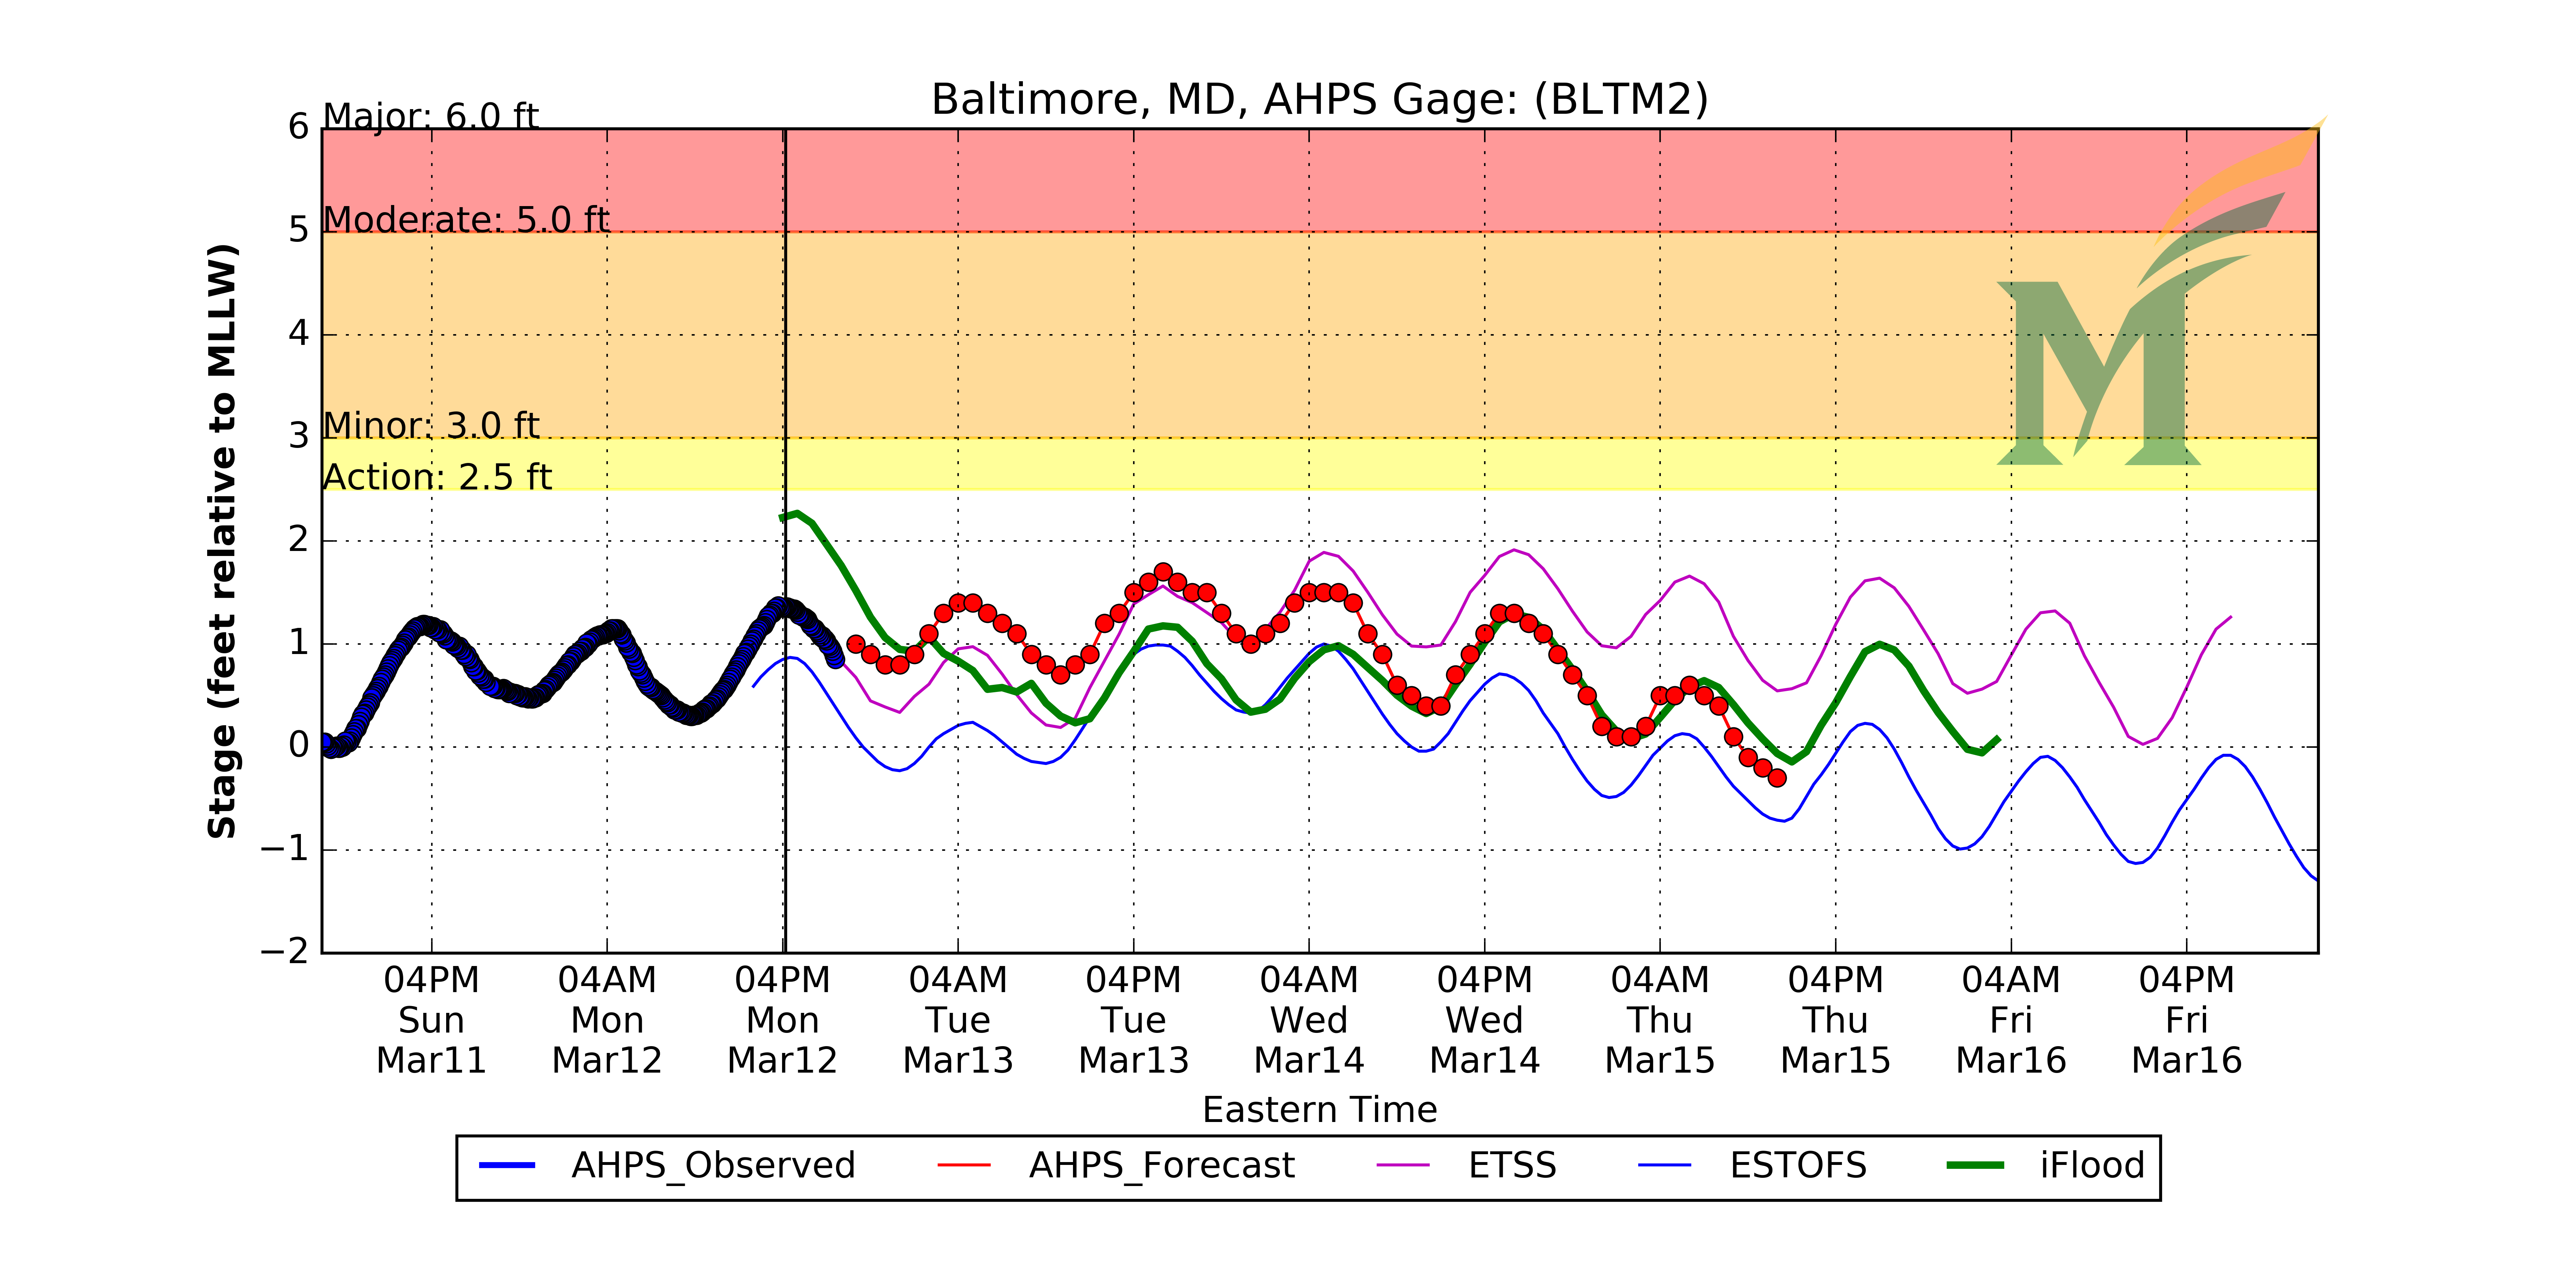 Baltimore, MD, AHPS Gage: (BLTM2)
Major: 6.0 ft
Moderate: 5.0 ft
Minor: 3.0 ft
Action: 2.5 ft
6
5
4
3
2
1
0
−1
−2
Stage (feet relative to MLLW)
04PM 04AM 04PM 04AM 04PM 04AM 04PM 04AM 04PM 04AM 04PM
Sun Mon Mon Tue Tue Wed Wed Thu Thu Fri Fri
Mar11 Mar12 Mar12 Mar13 Mar13 Mar14 Mar14 Mar15 Mar15 Mar16 Mar16
Eastern Time
AHPS_Observed AHPS_Forecast ETSS ESTOFS iFlood
M